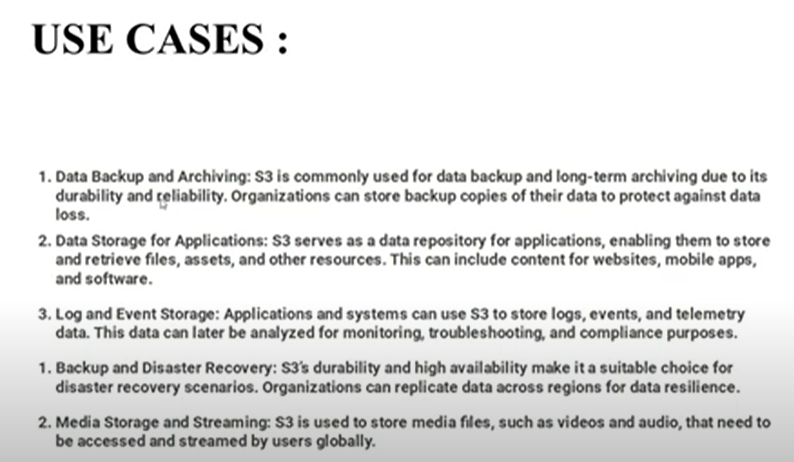 USE CASES :
1. Data Backup and Archiving: S3 is commonly used for data backup and long-term archiving due to its
durability and reliability. Organizations can store backup copies of their data to protect against data
loss.
2. Data Storage for Applications: S3 serves as a data repository for applications, enabling them to store
and retrieve files, assets, and other resources. This can include content for websites, mobile apps,
and software.
3. Log and Event Storage: Applications and systems can use S3 to store logs, events, and telemetry
data. This data can later be analyzed for monitoring, troubleshooting, and compliance purposes.
1. Backup and Disaster Recovery: S3's durability and high availability make it a suitable choice for
disaster recovery scenarios. Organizations can replicate data across regions for data resilience.
2. Media Storage and Streaming: S3 is used to store media files, such as videos and audio, that need to
be accessed and streamed by users globally.